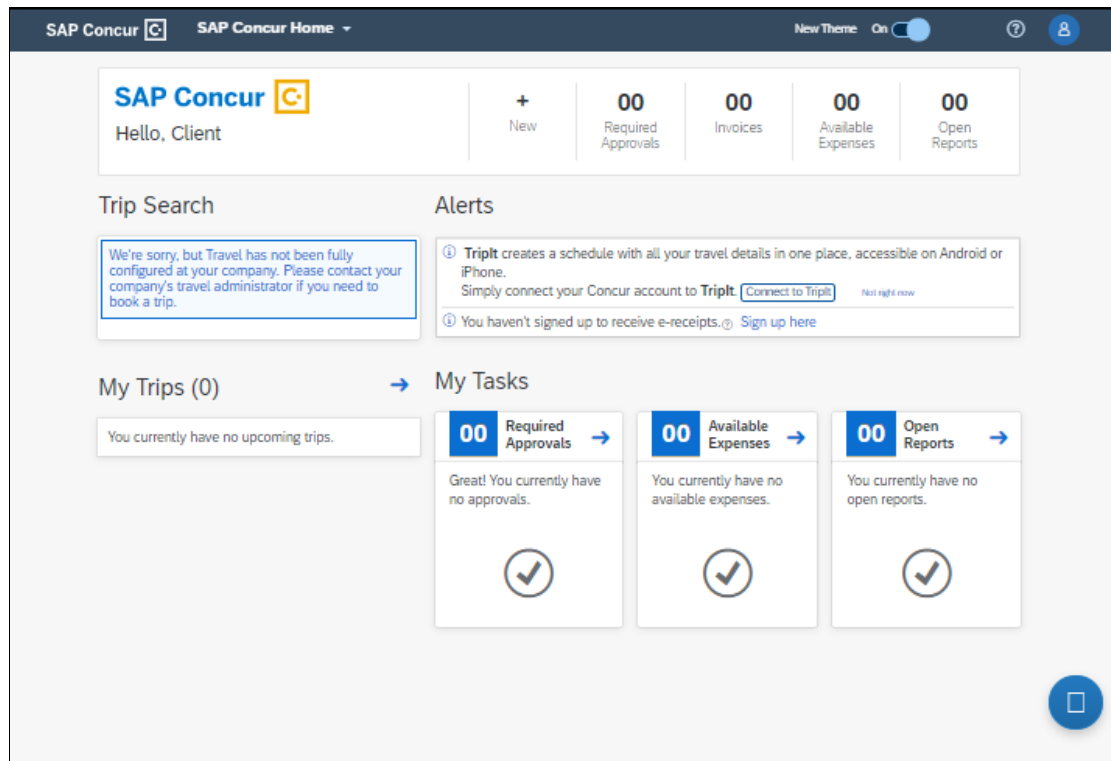 SAP Concur C
SAP Concur Home
New Theme On
SAP Concur C
Hello, Client
+
New
00
Required
Approvals
00
Invoices
00
Available
Expenses
00
Open
Reports
Trip Search
We're sorry, but Travel has not been fully
configured at your company. Please contact your
company's travel administrator if you need to
book a trip.
Alerts
TripIt creates a schedule with all your travel details in one place, accessible on Android or
iPhone.
Simply connect your Concur account to TripIt. Connect to TripIt Not right now
You haven't signed up to receive e-receipts. Sign up here
My Trips (0)
You currently have no upcoming trips.
My Tasks
00
Required
Approvals
Great! You currently have
no approvals.
00
Available
Expenses
You currently have no
available expenses.
00
Open
Reports
You currently have no
open reports.